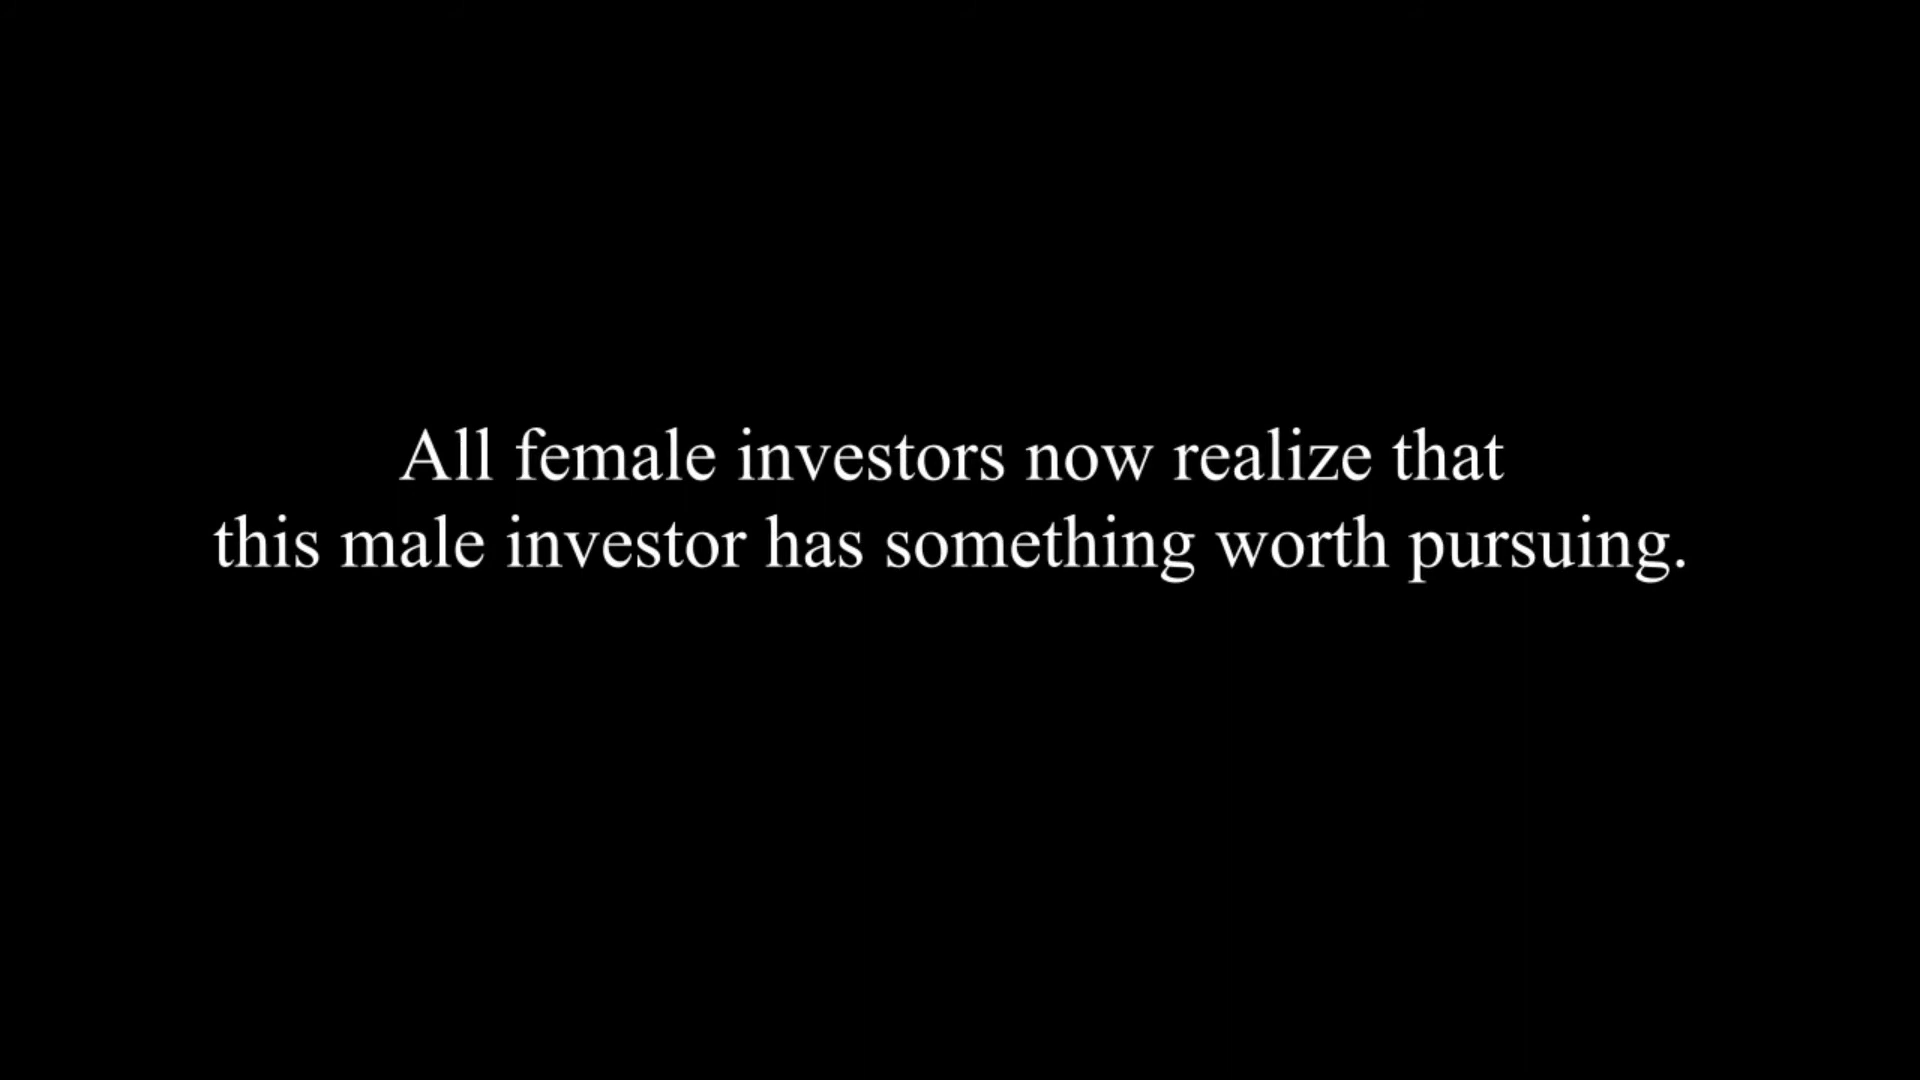 All female investors now realize that
this male investor has something worth pursuing.